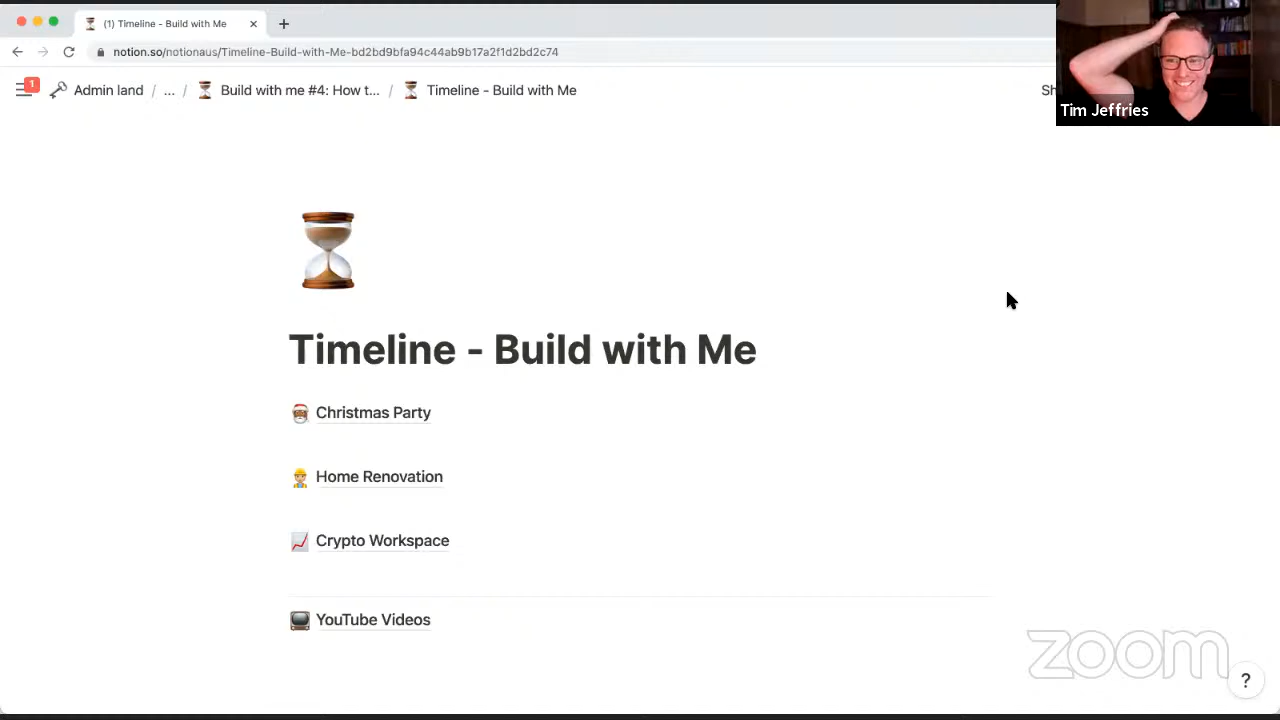 (1) Timeline - Build with Me
notion.so/notionaus/Timeline-Build-with-Me-bd2bd9bfa94c44ab9b17a2f1d2bd2c74
1
Admin land / ... / Build with me #4: How t... / Timeline - Build with Me
Sh
Tim Jeffries
Timeline - Build with Me
Christmas Party
Home Renovation
Crypto Workspace
YouTube Videos
zoom
?